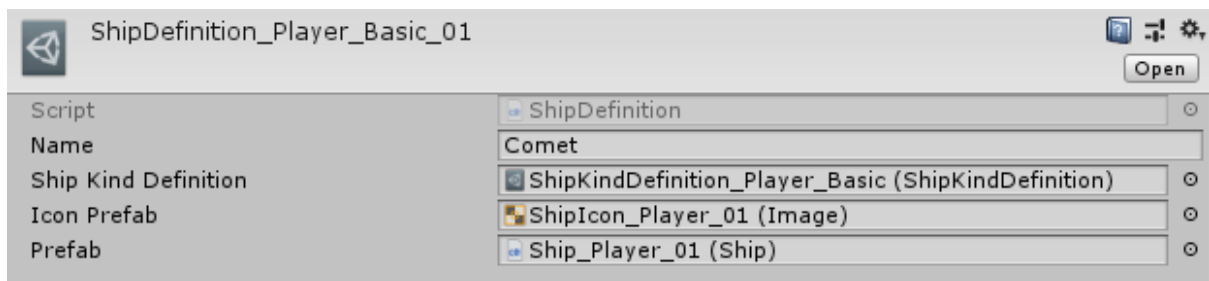 ShipDefinition_Player_Basic_01
Open
Script ShipDefinition
Name Comet
Ship Kind Definition ShipKindDefinition_Player_Basic (ShipKindDefinition)
Icon Prefab ShipIcon_Player_01 (Image)
Prefab Ship_Player_01 (Ship)